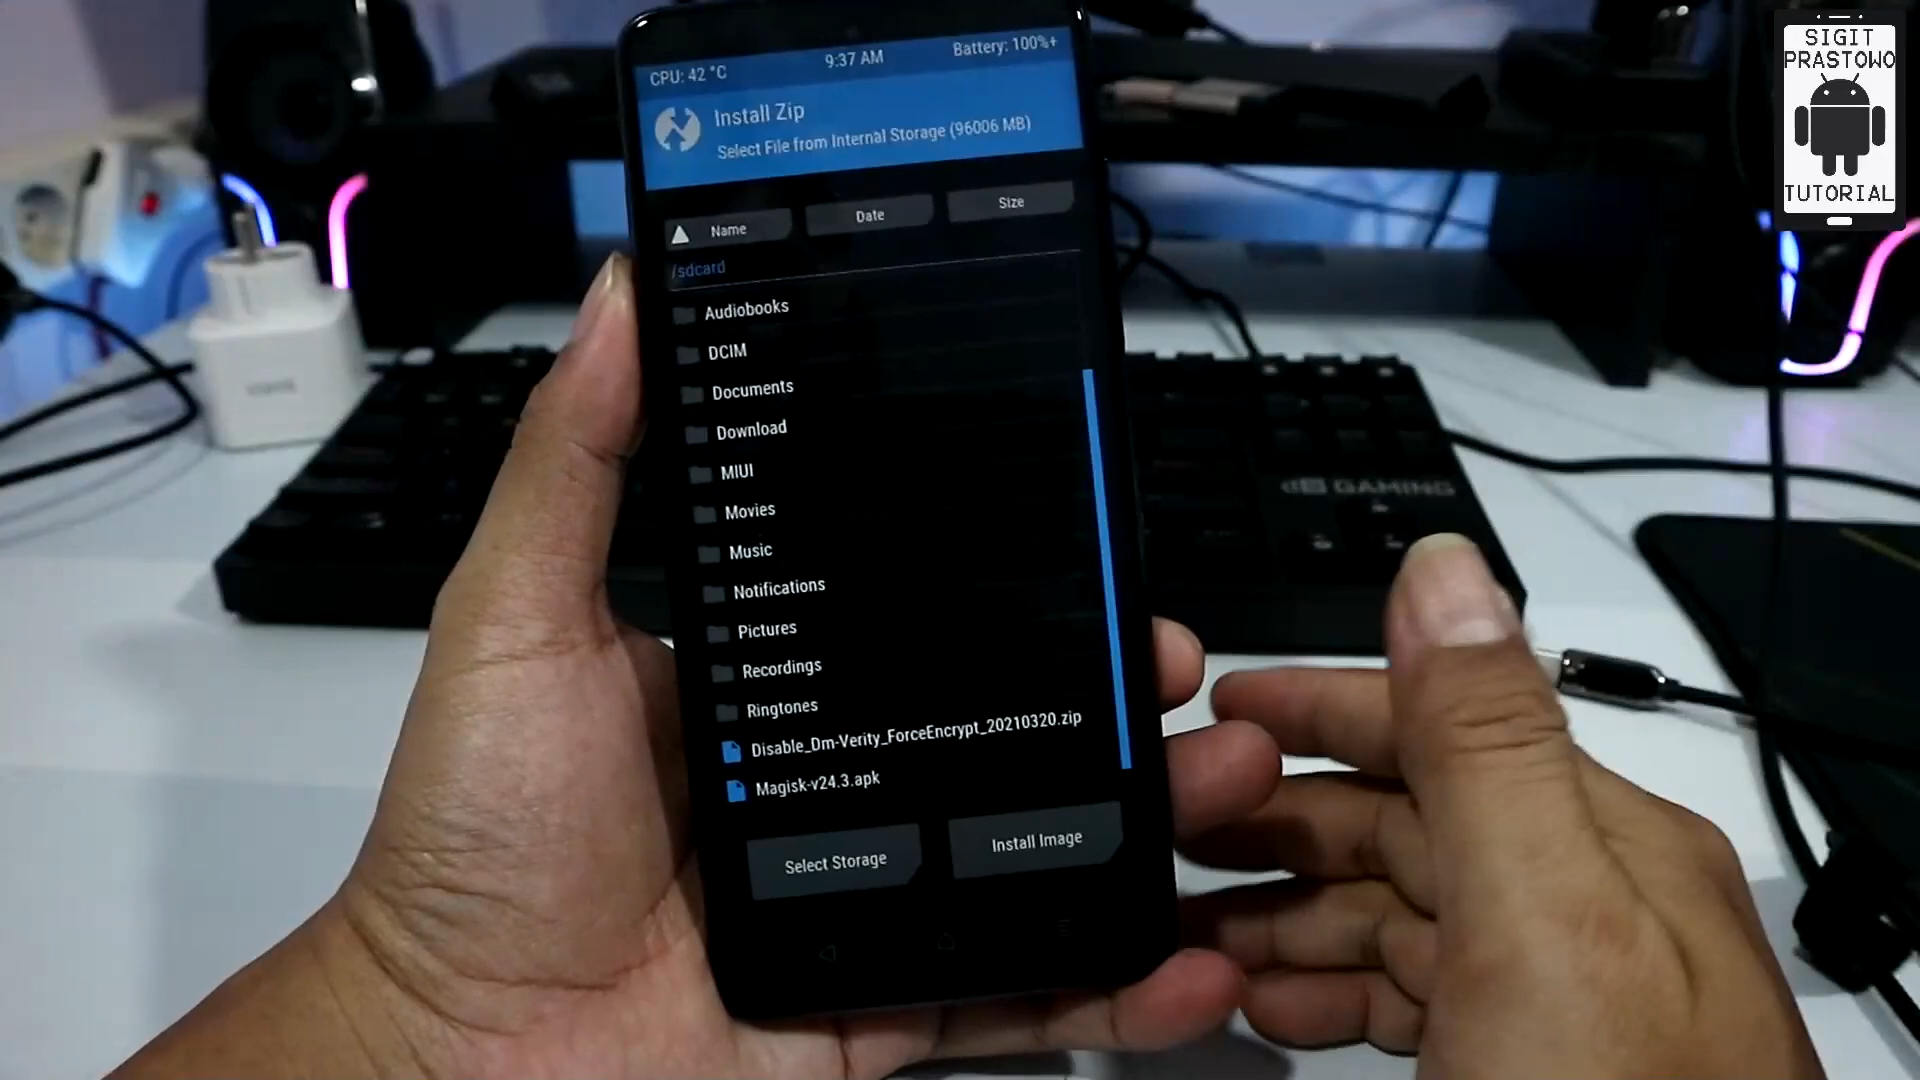 SIGIT
PRASTOWO
TUTORIAL
CPU: 42 °C
9:37 AM
Battery: 100%+
Install Zip
Select File from Internal Storage (96006 MB)
Name
Date
Size
/sdcard
Audiobooks
DCIM
Documents
Download
MIUI
Movies
Music
Notifications
Pictures
Recordings
Ringtones
Disable_Dm-Verity_ForceEncrypt_20210320.zip
Magisk-v24.3.apk
Select Storage
Install Image
dB GAMING